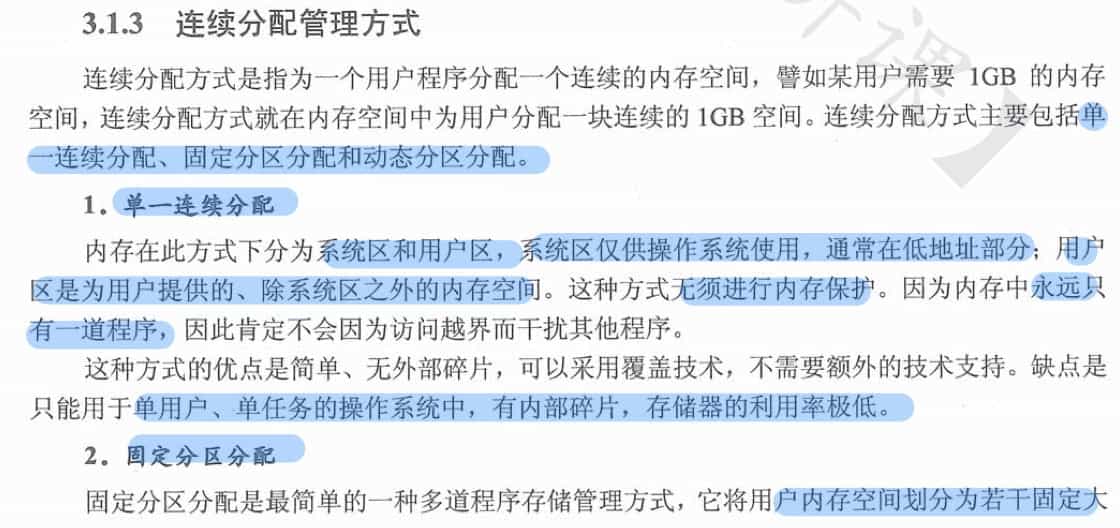 3.1.3 连续分配管理方式
连续分配方式是指为一个用户程序分配一个连续的内存空间，譬如某用户需要 1GB 的内存
空间，连续分配方式就在内存空间中为用户分配一块连续的 1GB 空间。连续分配方式主要包括单
一连续分配、固定分区分配和动态分区分配。
1. 单一连续分配
内存在此方式下分为系统区和用户区，系统区仅供操作系统使用，通常在低地址部分；用户
区是为用户提供的、除系统区之外的内存空间。这种方式无须进行内存保护。因为内存中永远只
有一道程序，因此肯定不会因为访问越界而干扰其他程序。
这种方式的优点是简单、无外部碎片，可以采用覆盖技术，不需要额外的技术支持。缺点是
只能用于单用户、单任务的操作系统中，有内部碎片，存储器的利用率极低。
2. 固定分区分配
固定分区分配是最简单的一种多道程序存储管理方式，它将用户内存空间划分为若干固定大